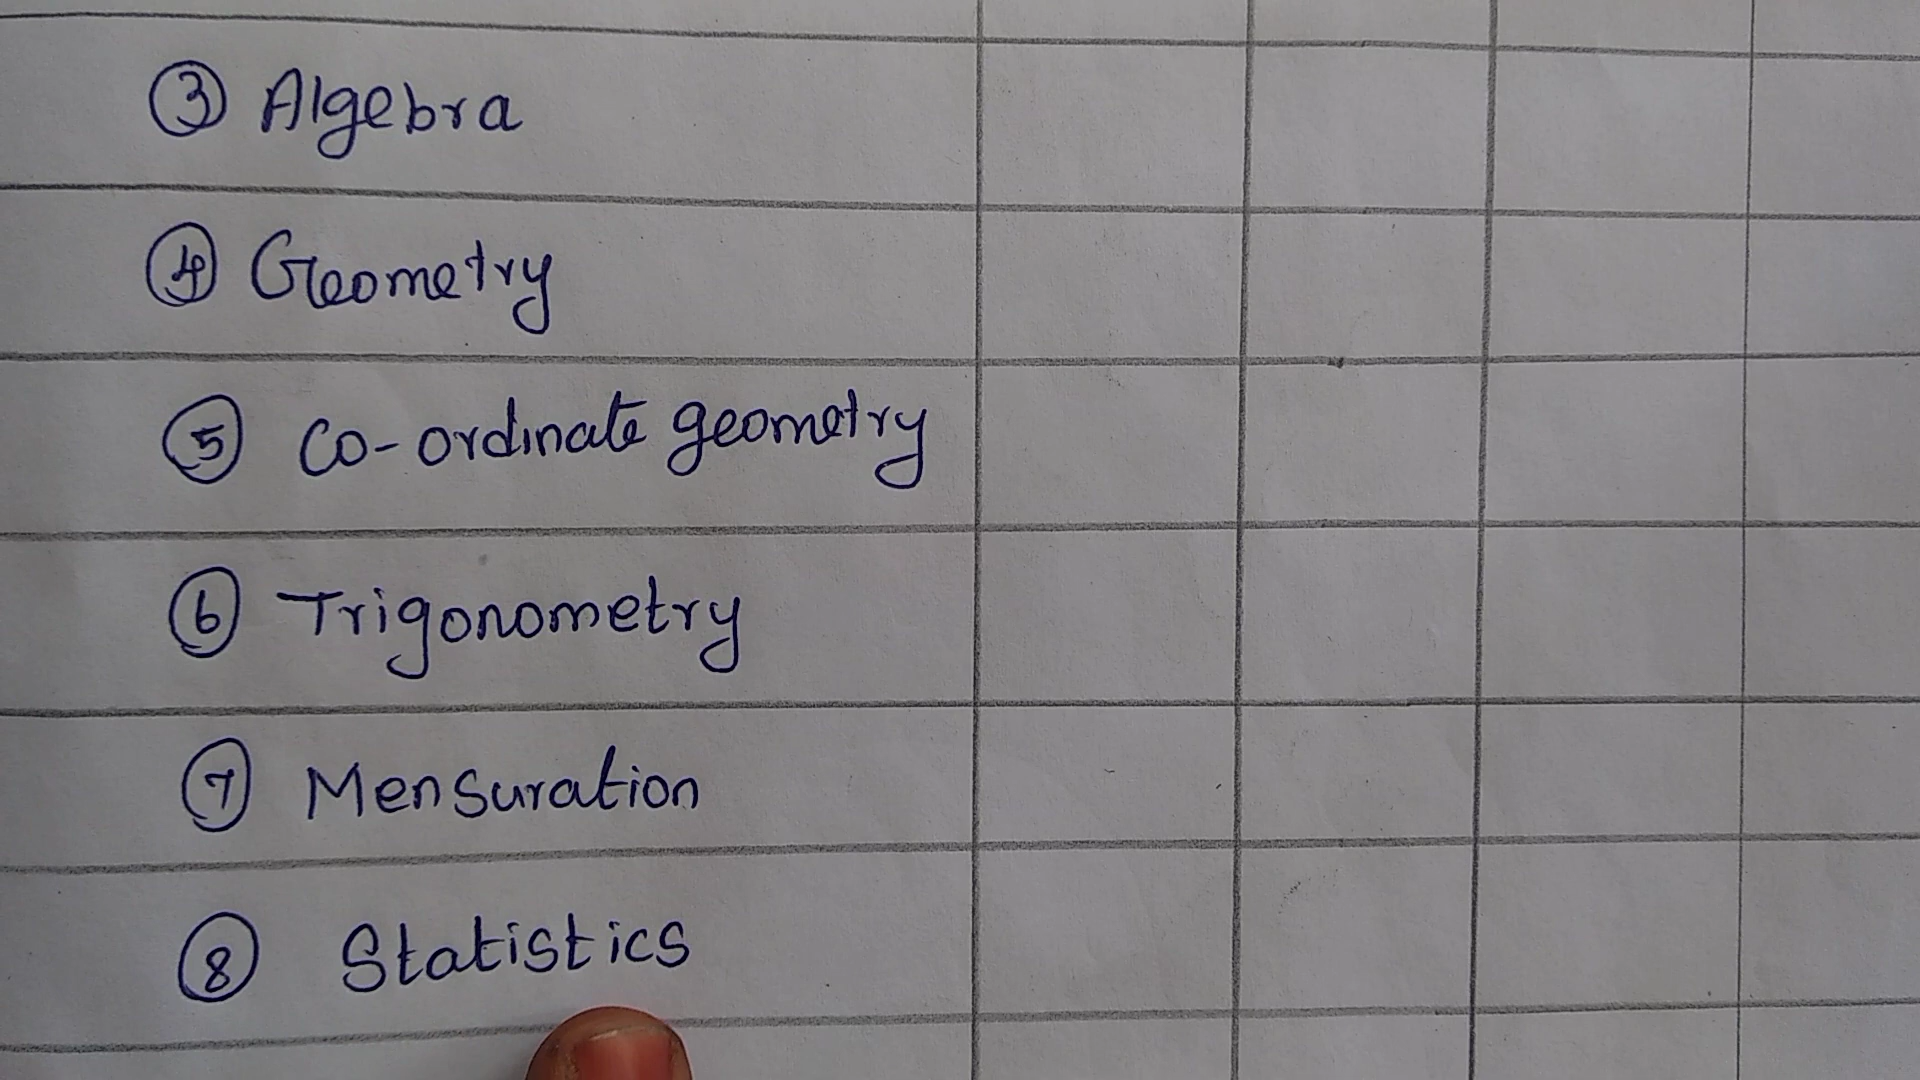 ③ Algebra
④ Geometry
⑤ Co-ordinate geometry
⑥ Trigonometry
⑦ Mensuration
⑧ Statistics